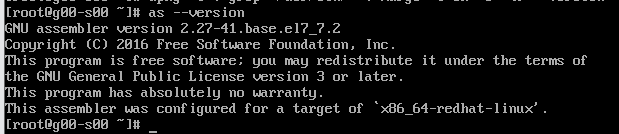 [root@g00-s00 ~]# as --version
GNU assembler version 2.27-41.base.el7_7.2
Copyright (C) 2016 Free Software Foundation, Inc.
This program is free software; you may redistribute it under the terms of
the GNU General Public License version 3 or later.
This program has absolutely no warranty.
This assembler was configured for a target of `x86_64-redhat-linux'.
[root@g00-s00 ~]# _